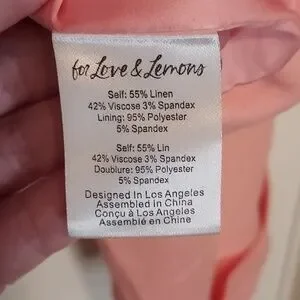 for Love & Lemons
Self: 55% Linen
42% Viscose 3% Spandex
Lining: 95% Polyester
5% Spandex
Self: 55% Lin
42% Viscose 3% Spandex
Doublure: 95% Polyester
5% Spandex
Designed In Los Angeles
Assembled in China
Conçu à Los Angeles
Assemblé en Chine